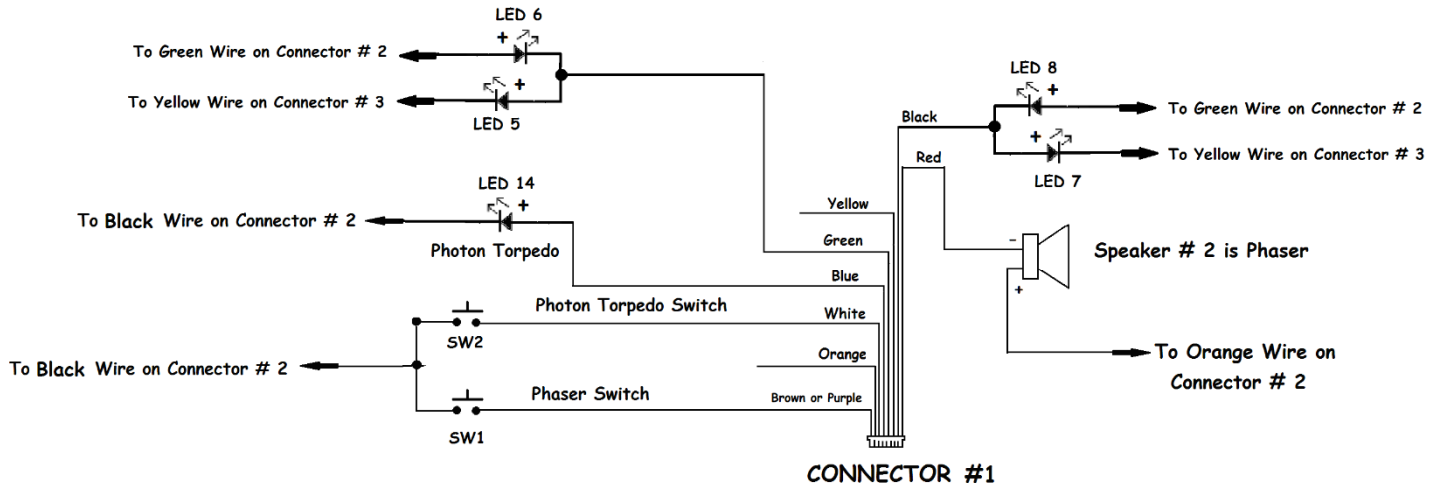 LED 6
+
To Green Wire on Connector # 2
+
To Yellow Wire on Connector # 3
LED 5
LED 14
+
To Black Wire on Connector # 2
Photon Torpedo
Photon Torpedo Switch
SW2
To Black Wire on Connector # 2
Phaser Switch
SW1
Yellow
Green
Blue
White
Orange
Brown or Purple
Black
Red
LED 8
+
To Green Wire on Connector # 2
+
To Yellow Wire on Connector # 3
LED 7
-
Speaker # 2 is Phaser
+
To Orange Wire on
Connector # 2
CONNECTOR #1